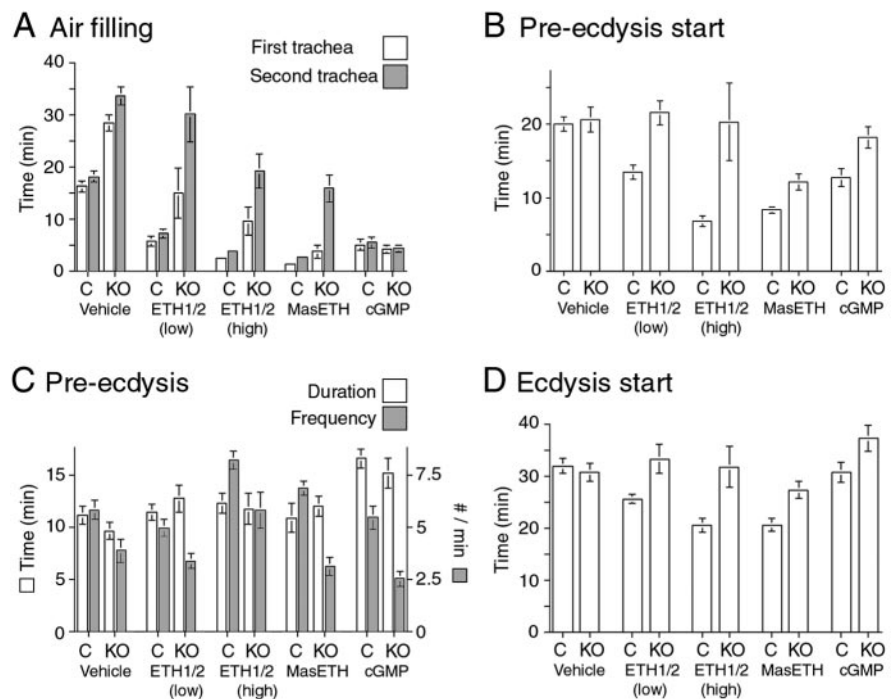 A Air filling
First trachea
Second trachea
Time (min)
40
30
20
10
5
0
C KO C KO C KO C KO C KO
Vehicle ETH1/2 (low) ETH1/2 (high) MasETH cGMP
B Pre-ecdysis start
Time (min)
20
10
0
C KO C KO C KO C KO C KO
Vehicle ETH1/2 (low) ETH1/2 (high) MasETH cGMP
C Pre-ecdysis
Duration
Frequency
Time (min)
15
10
5
0
# / min
7.5
5
2.5
0
C KO C KO C KO C KO C KO
Vehicle ETH1/2 (low) ETH1/2 (high) MasETH cGMP
D Ecdysis start
Time (min)
40
30
20
10
0
C KO C KO C KO C KO C KO
Vehicle ETH1/2 (low) ETH1/2 (high) MasETH cGMP